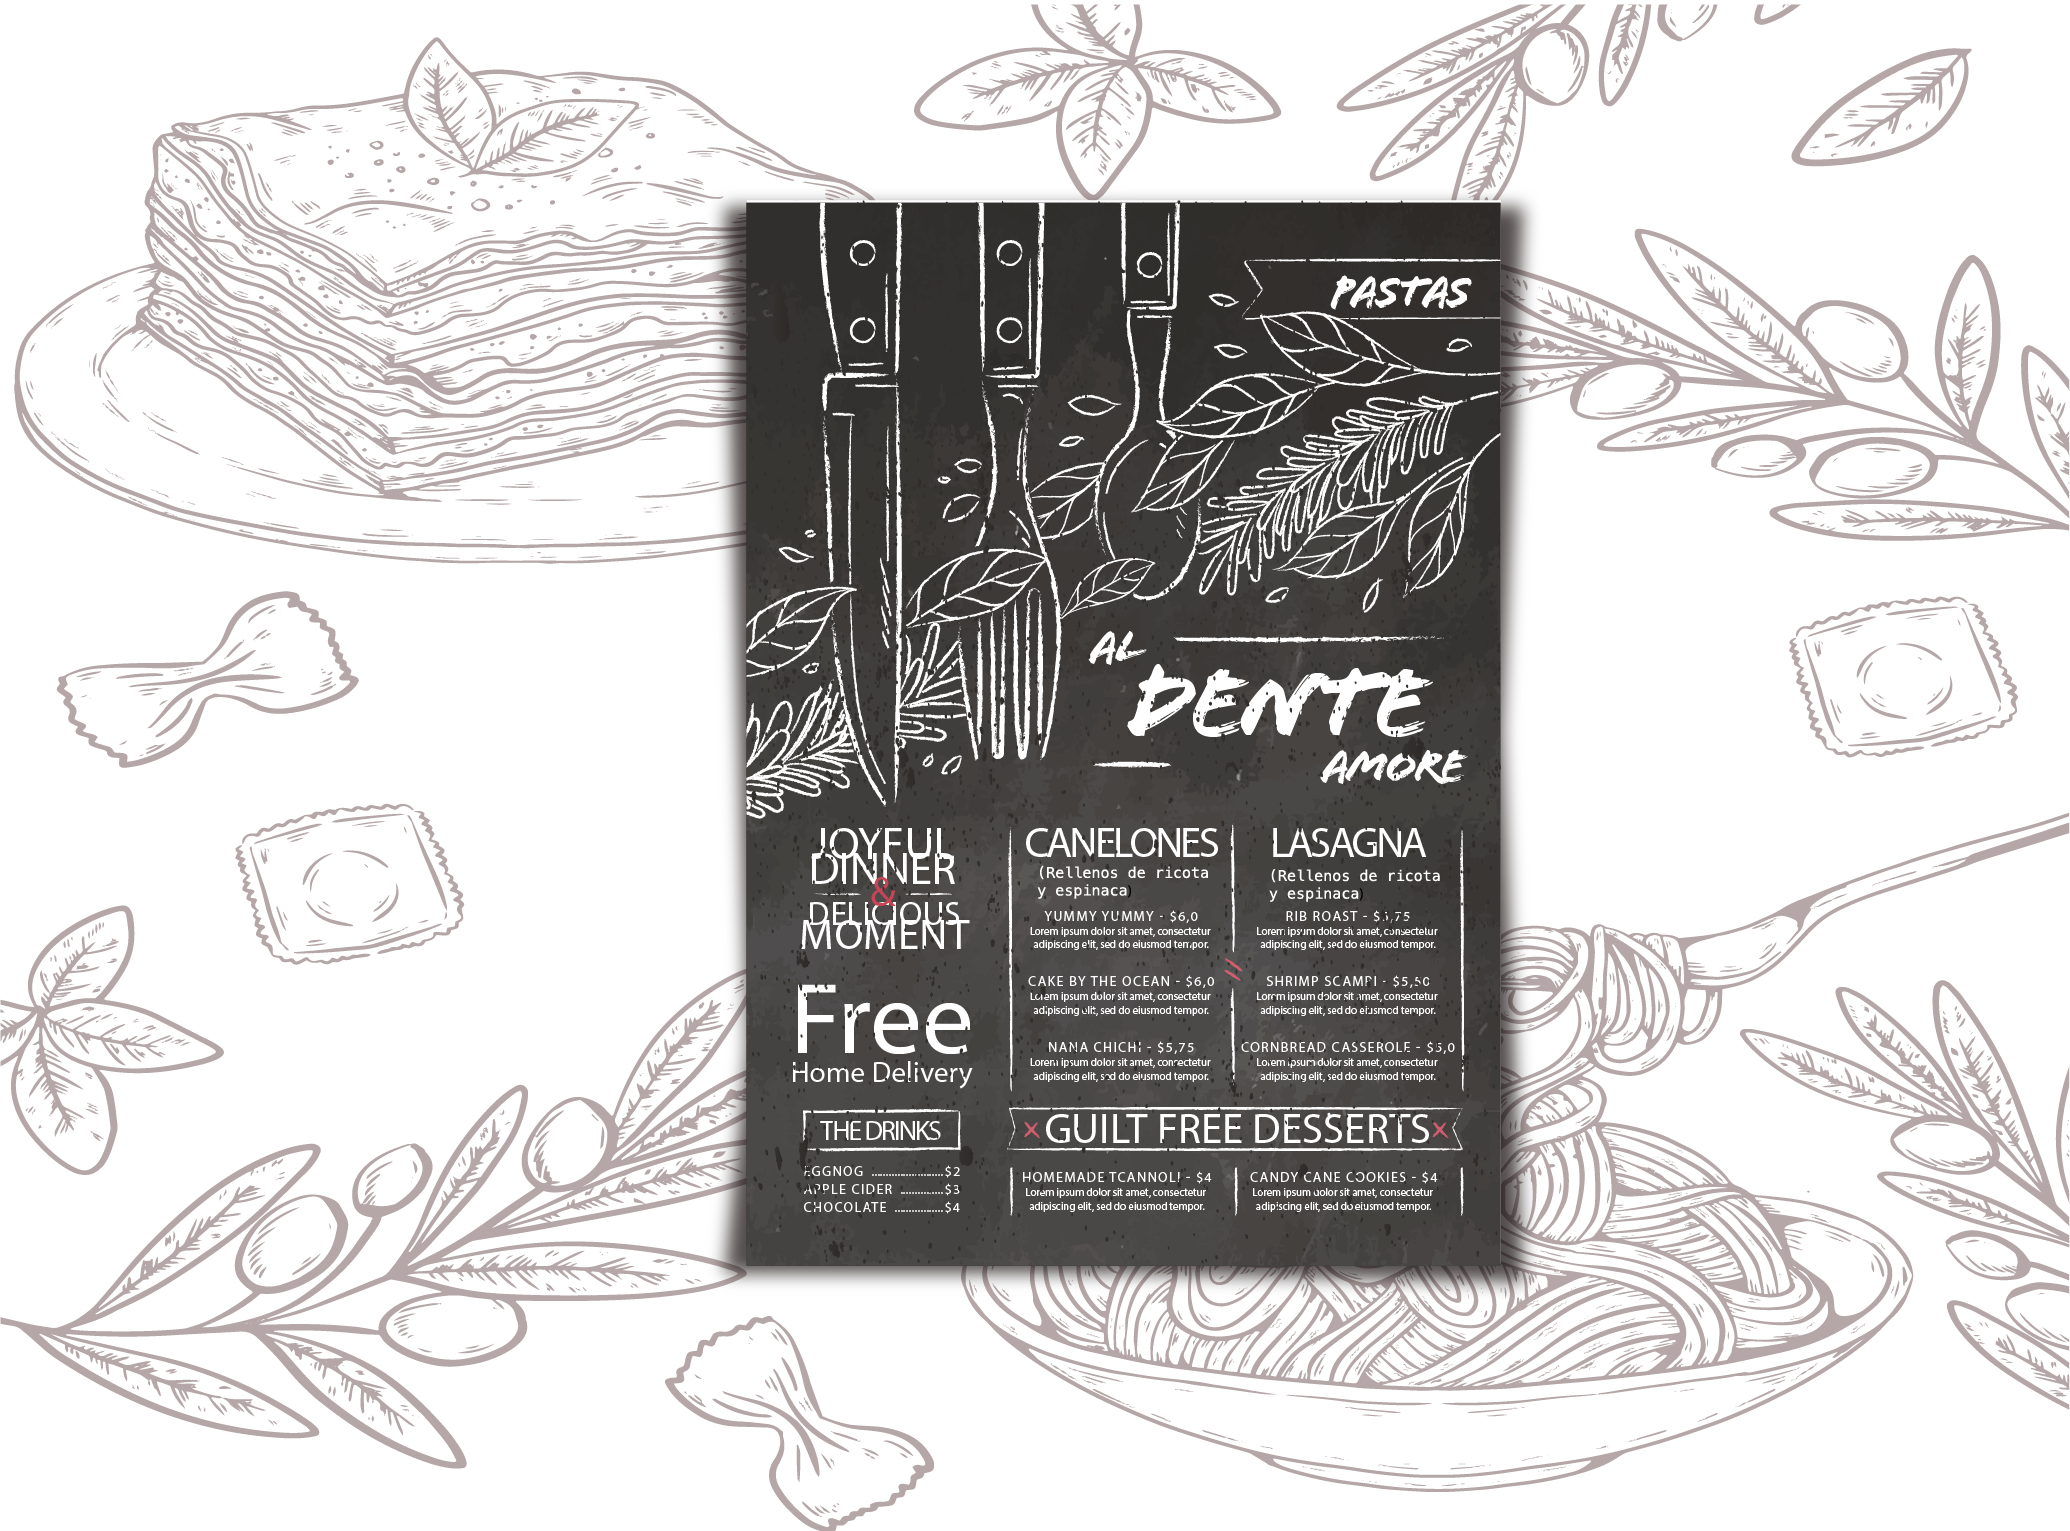 PASTAS
AL
DENTE
AMORE
JOYFUL
DINNER
&
DELICIOUS
MOMENT
Free
Home Delivery
THE DRINKS
EGGNOG ....................$2
APPLE CIDER ............$3
CHOCOLATE ..............$4
CANELONES
(Rellenos de ricota
y espinaca)
YUMMY YUMMY - $6,0
Lorem ipsum dolor sit amet, consectetur
adipiscing elit, sed do eiusmod tempor.
CAKE BY THE OCEAN - $6,0
Lorem ipsum dolor sit amet, consectetur
adipiscing elit, sed do eiusmod tempor.
NANA CHICHI - $5,75
Lorem ipsum dolor sit amet, consectetur
adipiscing elit, sed do eiusmod tempor.
LASAGNA
(Rellenos de ricota
y espinaca)
RIB ROAST -
Lorem ipsum dolor sit amet, consectetur
adipiscing elit, sed do eiusmod tempor.
SHRIMP SCAMPI - $5,50
Lorem ipsum dolor sit amet, consectetur
adipiscing elit, sed do eiusmod tempor.
CORNBREAD CASSEROLE -
Lorem ipsum dolor sit amet, consectetur
adipiscing elit, sed do eiusmod tempor.
GUILT FREE DESSERTS
HOMEMADE TCANNOLI - $4
Lorem ipsum dolor sit amet, consectetur
adipiscing elit, sed do eiusmod tempor.
CANDY CANE COOKIES - $4
Lorem ipsum dolor sit amet, consectetur
adipiscing elit, sed do eiusmod tempor.